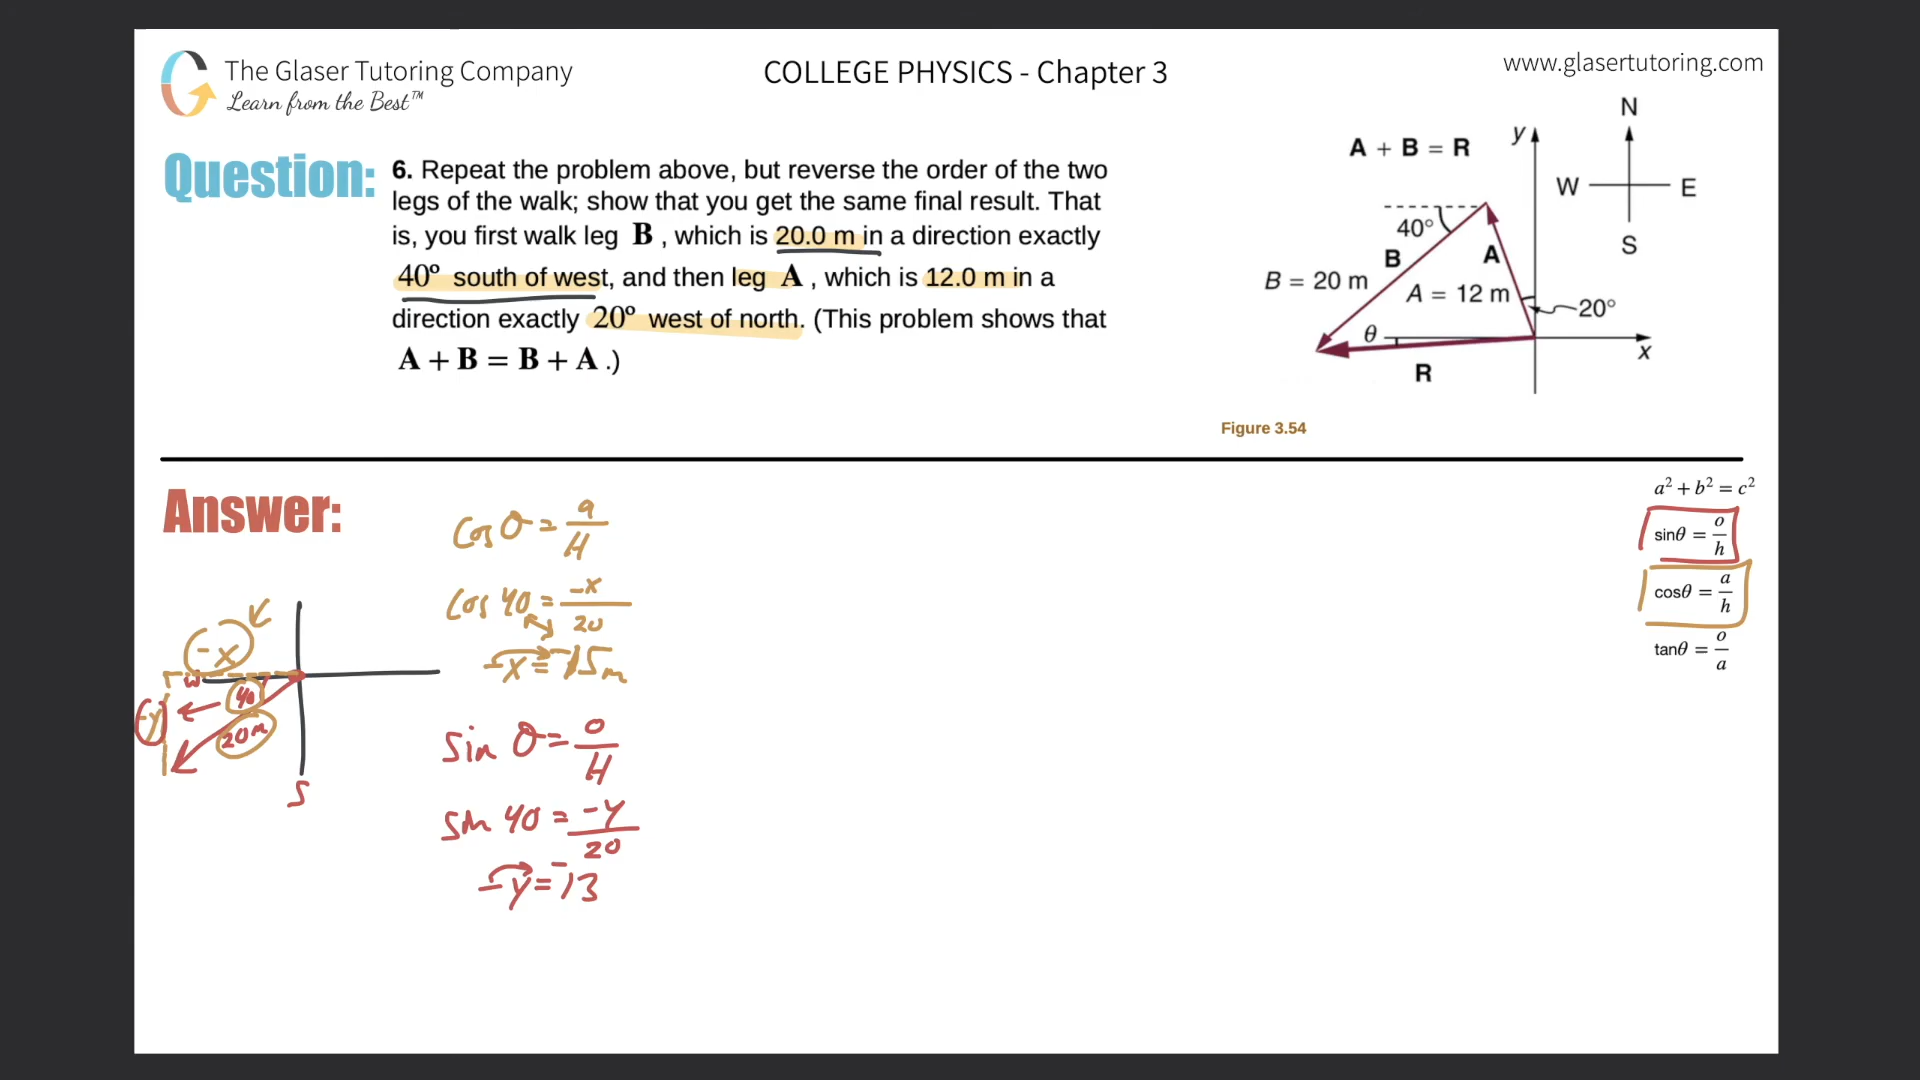 The Glaser Tutoring Company
Learn from the Best™
COLLEGE PHYSICS - Chapter 3
www.glasertutoring.com
Question:
6. Repeat the problem above, but reverse the order of the two
legs of the walk; show that you get the same final result. That
is, you first walk leg B , which is 20.0 m in a direction exactly
40° south of west, and then leg A , which is 12.0 m in a
direction exactly 20° west of north. (This problem shows that
A + B = B + A .)
A + B = R
y
N
W
E
S
40°
B
A
B = 20 m
A = 12 m
20°
θ
x
R
Figure 3.54
Answer:
a² + b² = c²
sinθ = o/h
cosθ = a/h
tanθ = o/a
-x
w
40
-y
20m
S
Cos θ = a/H
Cos 40 = -x/20
-x = -15m
Sin θ = o/H
Sin 40 = -y/20
-y = -13